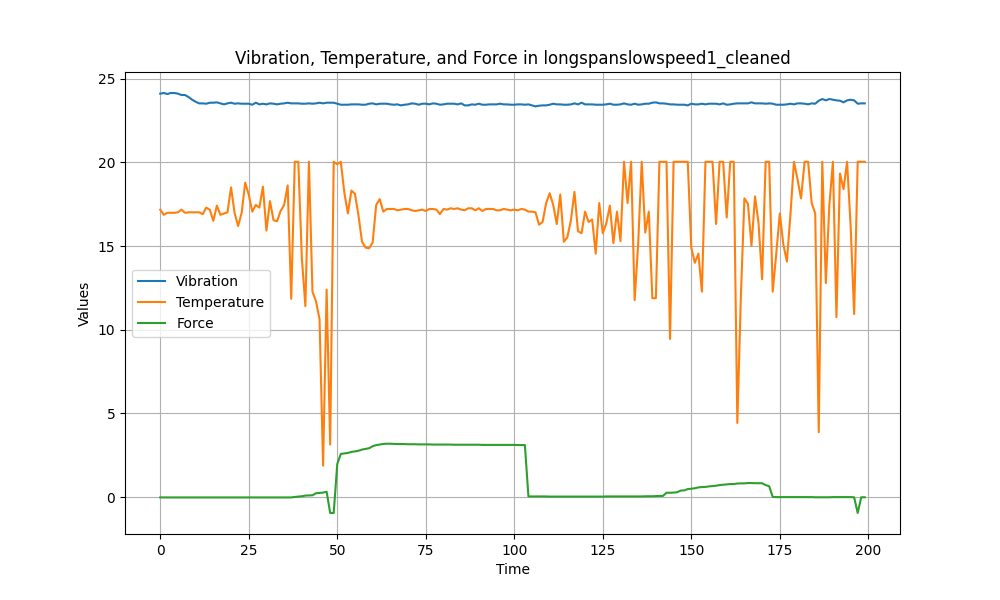 Vibration, Temperature, and Force in longspanslowspeed1_cleaned
25
20
15
10
5
0
Values
Vibration
Temperature
Force
0 25 50 75 100 125 150 175 200
Time